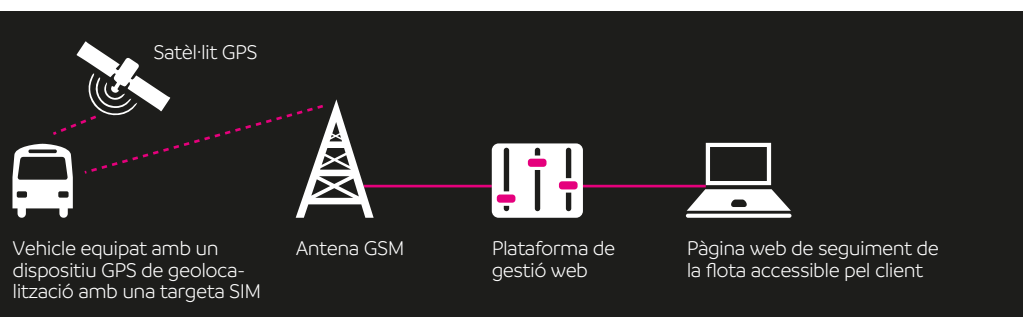 Satèl·lit GPS
Vehicle equipat amb un
dispositiu GPS de geoloca-
lització amb una targeta SIM
Antena GSM
Plataforma de
gestió web
Pàgina web de seguiment de
la flota accessible pel client